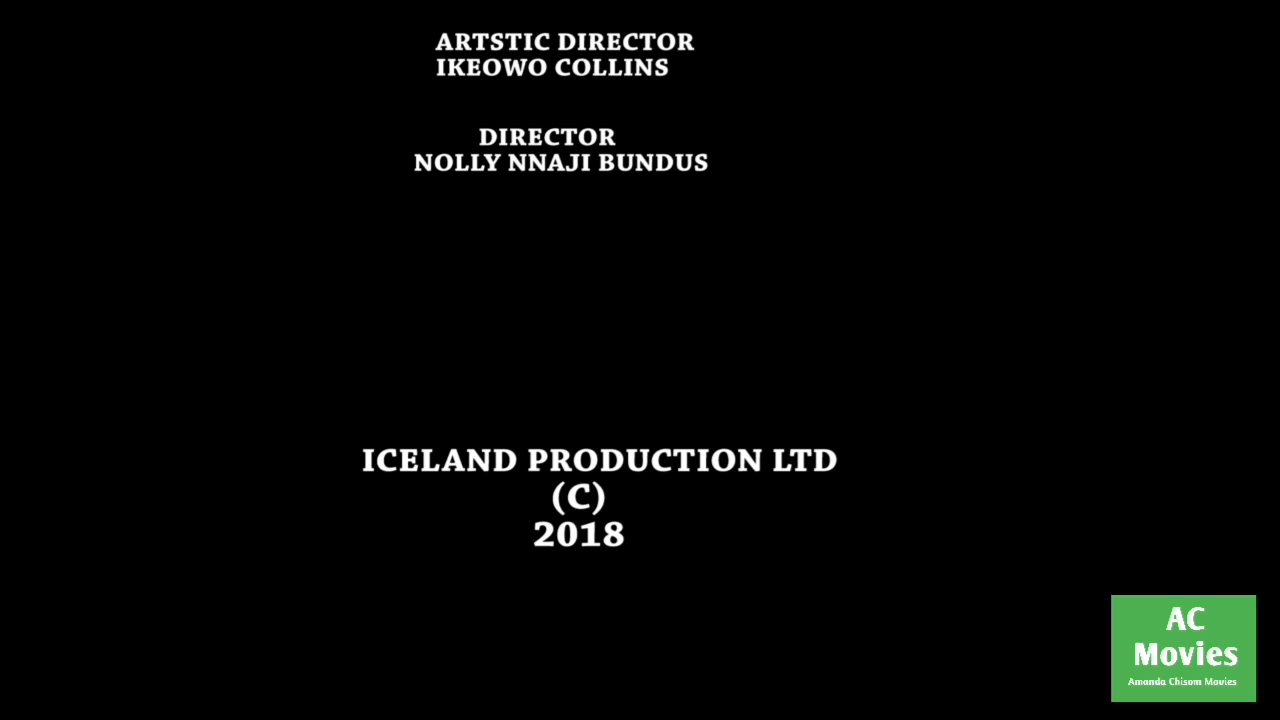 ARTSTIC DIRECTOR
IKEOWO COLLINS
DIRECTOR
NOLLY NNAJI BUNDUS
ICELAND PRODUCTION LTD
(C)
2018
AC
Movies
Amanda Chisom Movies